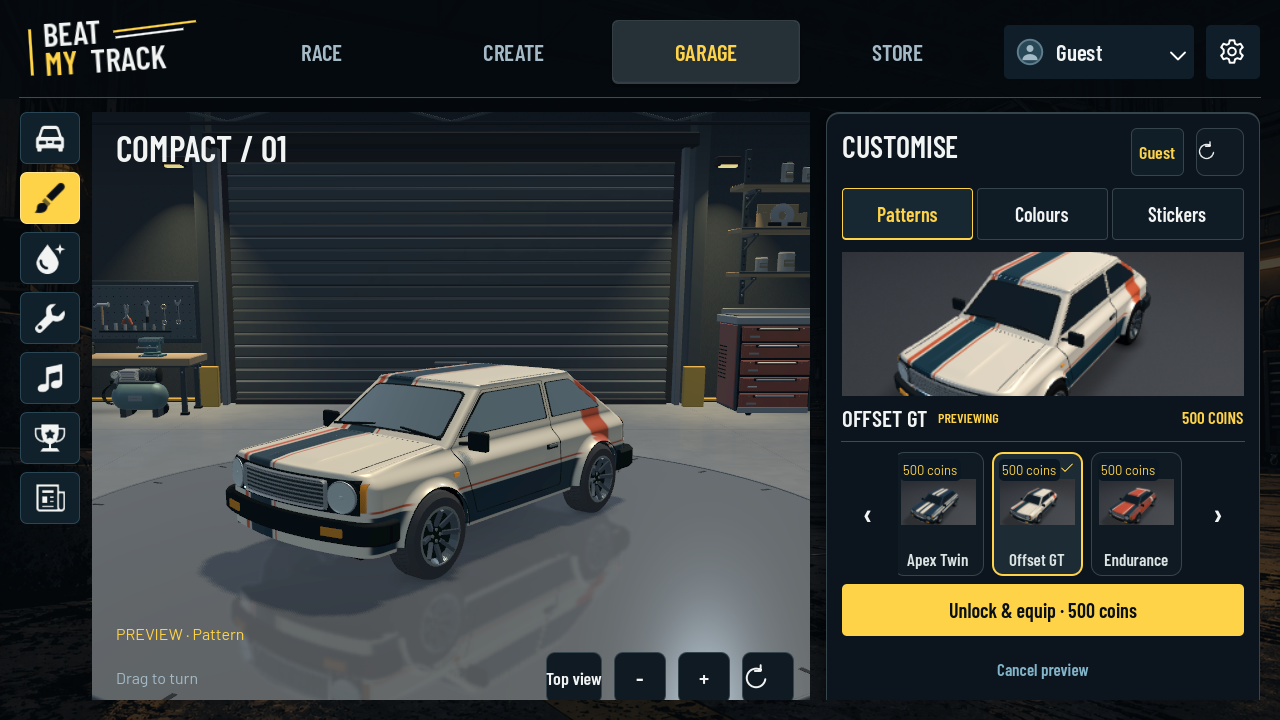 BEAT
MY TRACK
RACE
CREATE
GARAGE
STORE
Guest
COMPACT / 01
CUSTOMISE
Guest
Patterns
Colours
Stickers
OFFSET GT PREVIEWING 500 COINS
500 coins
500 coins
500 coins
Apex Twin
Offset GT
Endurance
Unlock & equip · 500 coins
Cancel preview
PREVIEW · Pattern
Drag to turn
Top view
-
+